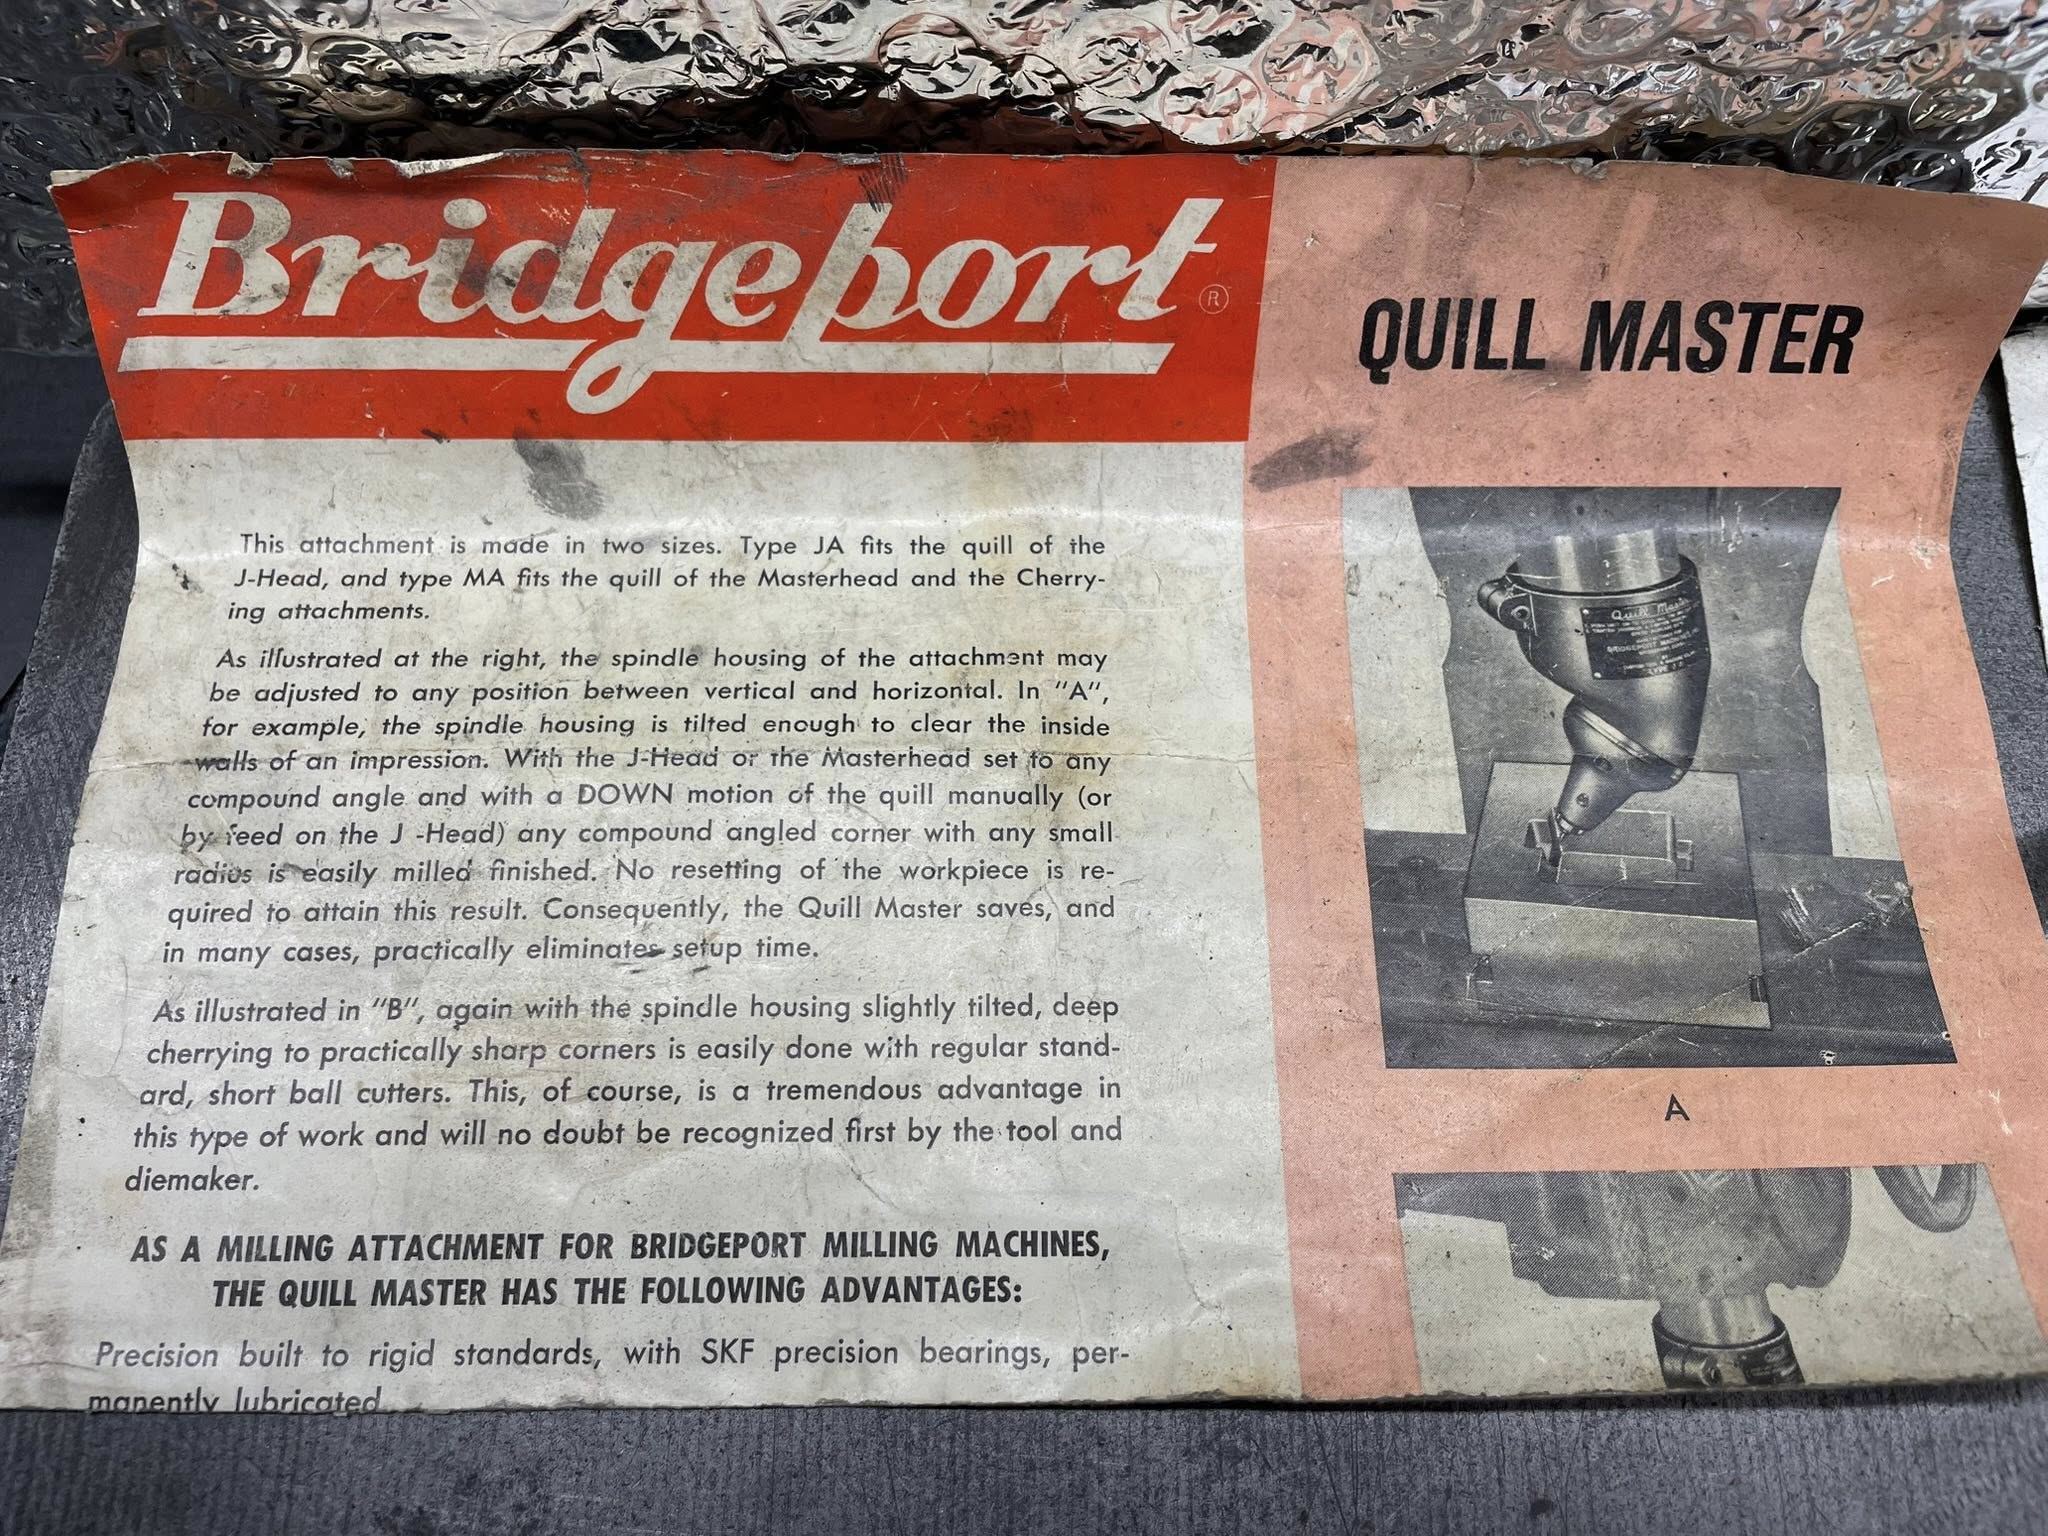 Bridgeport ®
QUILL MASTER
This attachment is made in two sizes. Type JA fits the quill of the
J-Head, and type MA fits the quill of the Masterhead and the Cherry-
ing attachments.
As illustrated at the right, the spindle housing of the attachment may
be adjusted to any position between vertical and horizontal. In "A",
for example, the spindle housing is tilted enough to clear the inside
walls of an impression. With the J-Head or the Masterhead set to any
compound angle and with a DOWN motion of the quill manually (or
by feed on the J -Head) any compound angled corner with any small
radius is easily milled finished. No resetting of the workpiece is re-
quired to attain this result. Consequently, the Quill Master saves, and
in many cases, practically eliminates setup time.
As illustrated in "B", again with the spindle housing slightly tilted, deep
cherrying to practically sharp corners is easily done with regular stand-
ard, short ball cutters. This, of course, is a tremendous advantage in
this type of work and will no doubt be recognized first by the tool and
diemaker.
AS A MILLING ATTACHMENT FOR BRIDGEPORT MILLING MACHINES,
THE QUILL MASTER HAS THE FOLLOWING ADVANTAGES:
Precision built to rigid standards, with SKF precision bearings, per-
manently lubricated.
Quill Master
BRIDGEPORT MACHINES
A